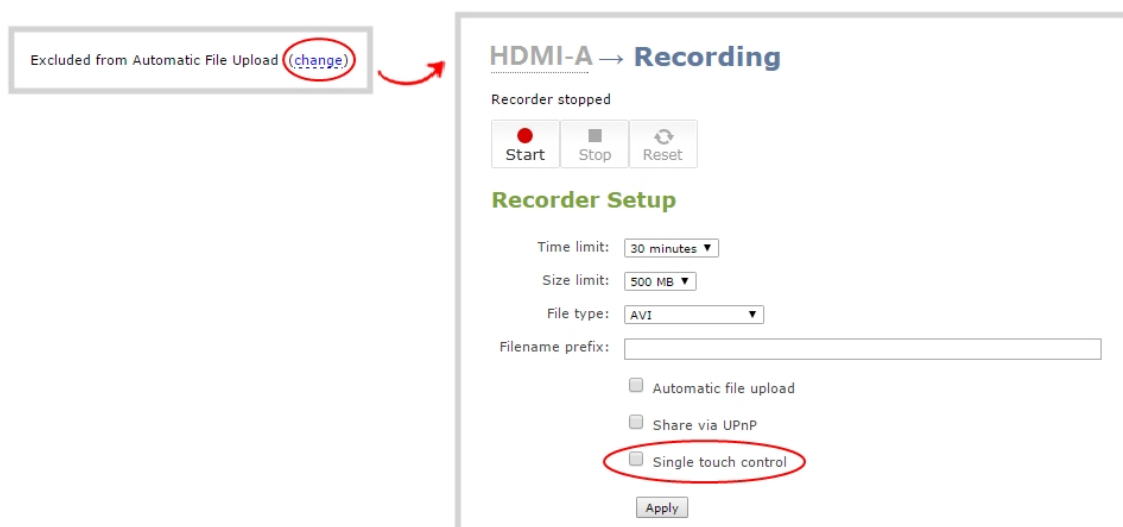 Excluded from Automatic File Upload (change)
HDMI-A → Recording
Recorder stopped
Start Stop Reset
Recorder Setup
Time limit: 30 minutes ▼
Size limit: 500 MB ▼
File type: AVI ▼
Filename prefix:
Automatic file upload
Share via UPnP
Single touch control
Apply